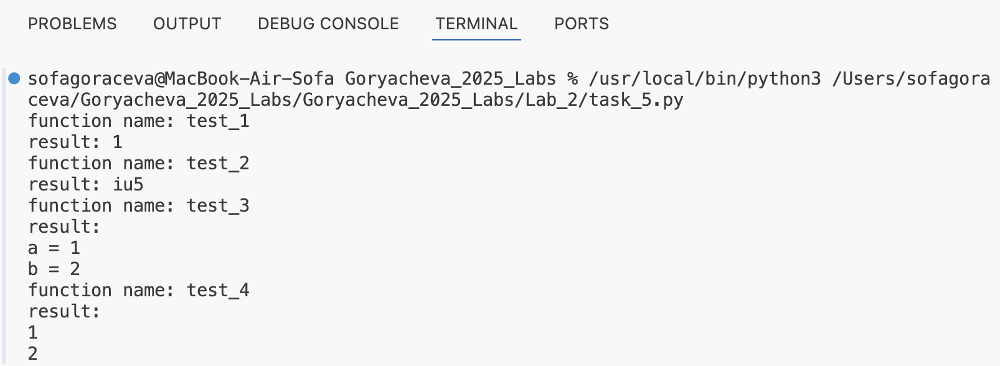 PROBLEMS OUTPUT DEBUG CONSOLE TERMINAL PORTS
sofagoraceva@MacBook-Air-Sofa Goryacheva_2025_Labs % /usr/local/bin/python3 /Users/sofagora
ceva/Goryacheva_2025_Labs/Goryacheva_2025_Labs/Lab_2/task_5.py
function name: test_1
result: 1
function name: test_2
result: iu5
function name: test_3
result:
a = 1
b = 2
function name: test_4
result:
1
2